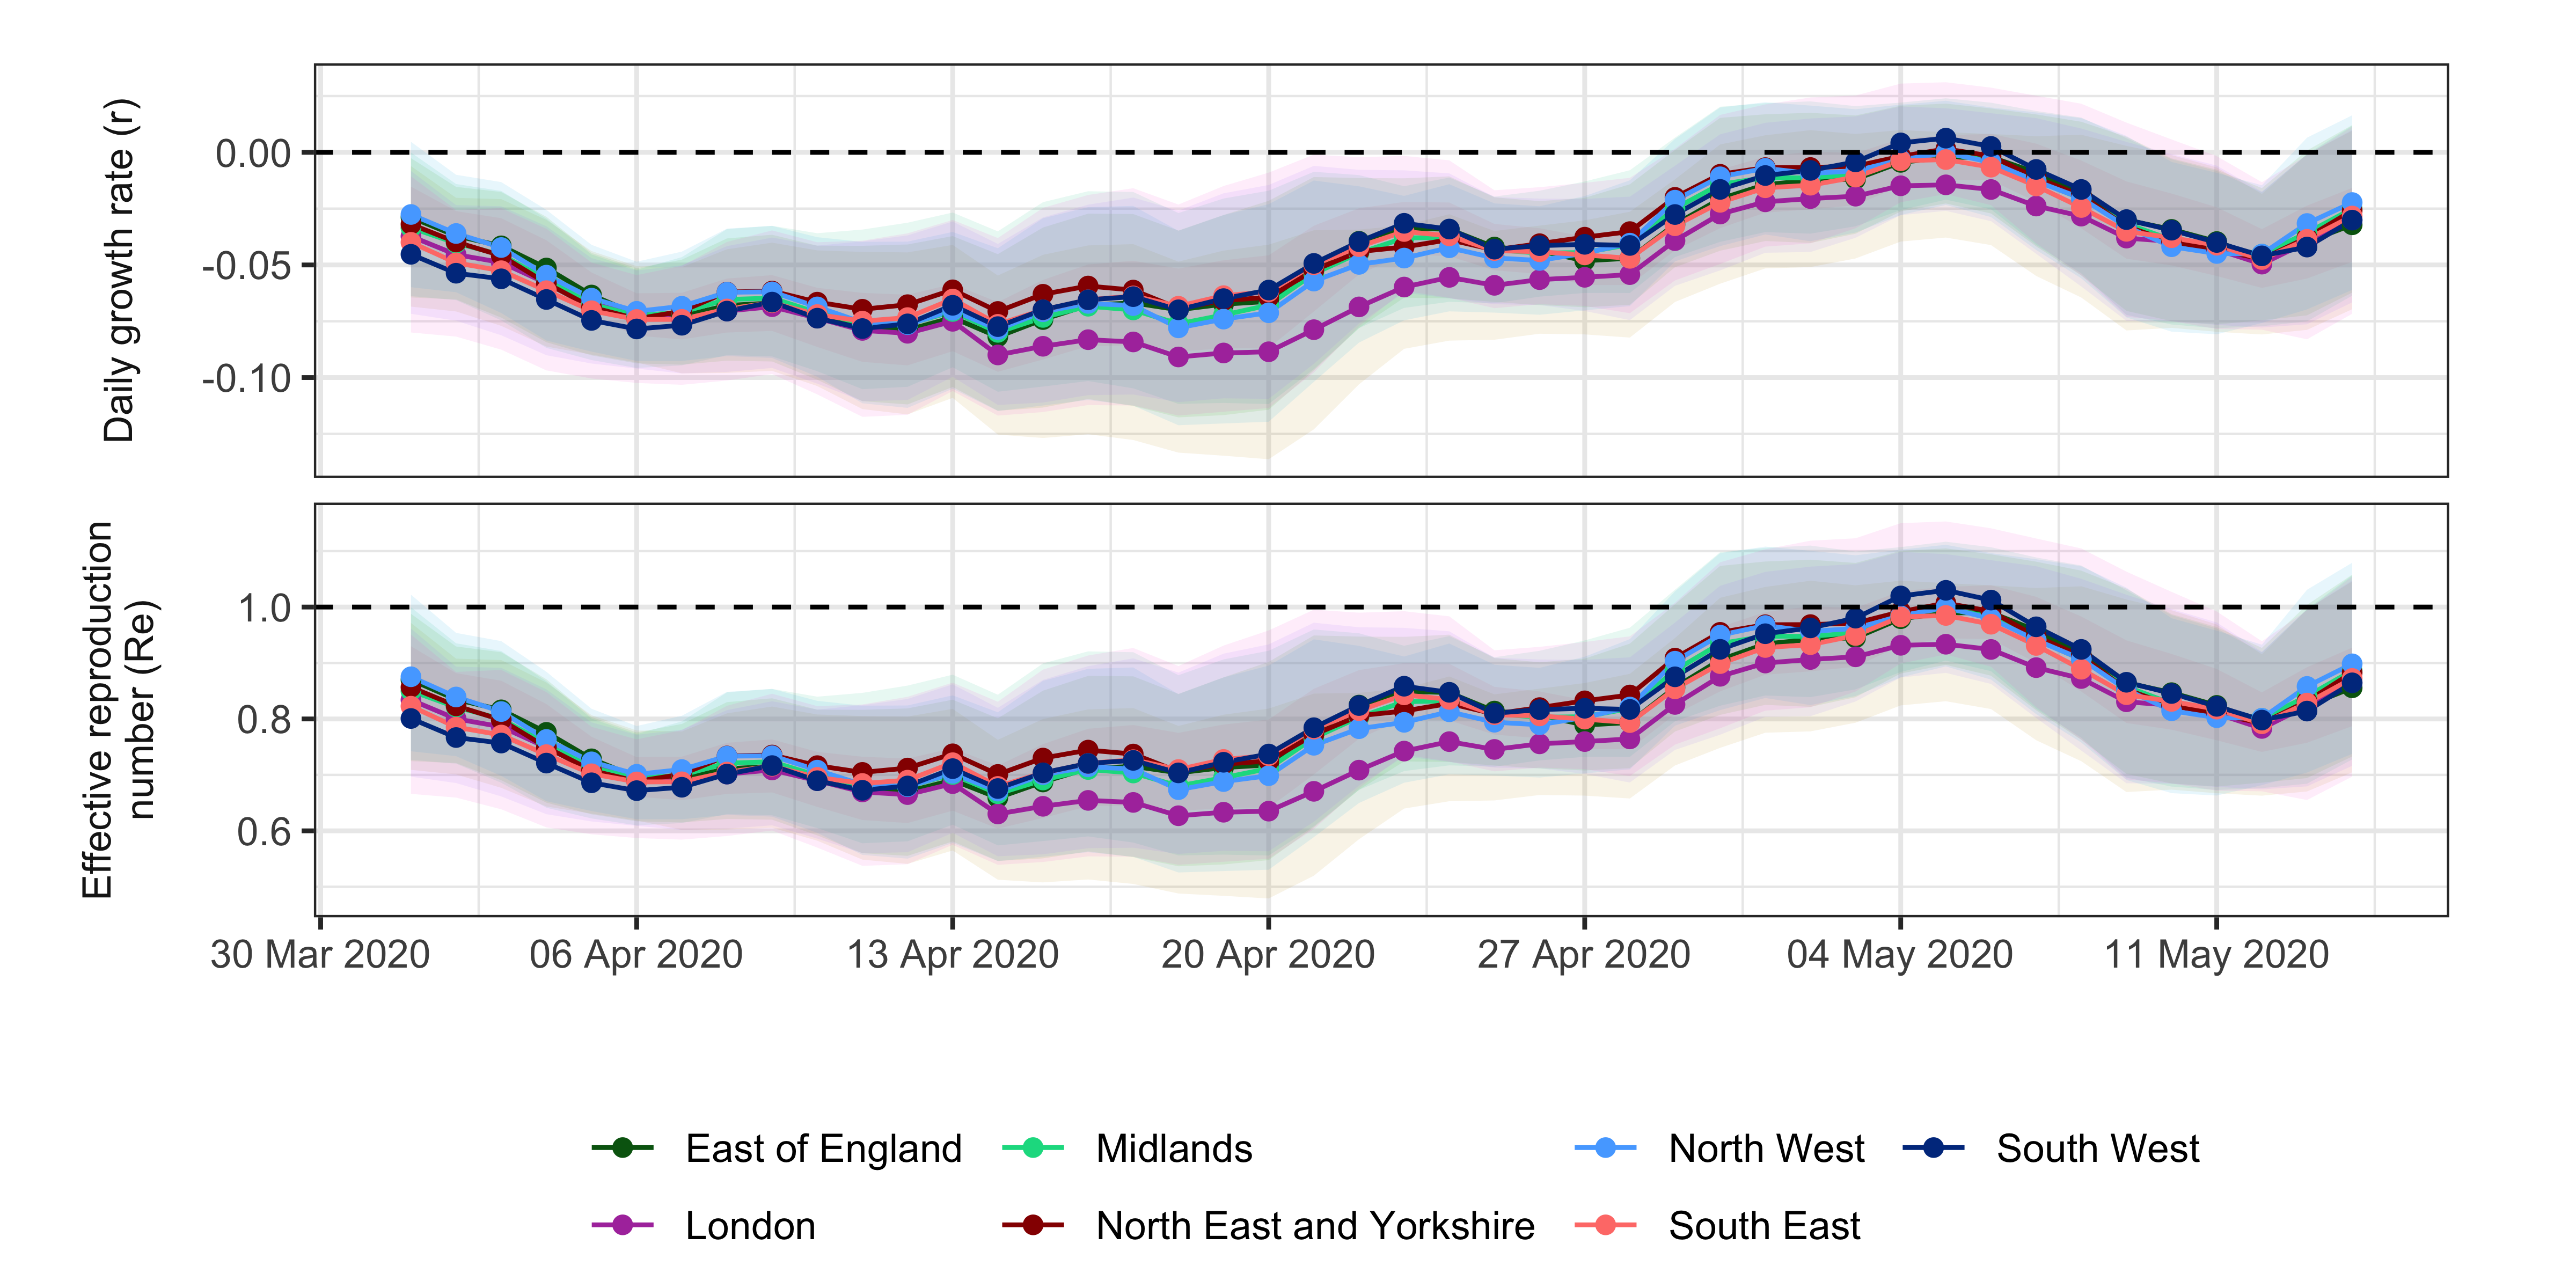 Daily growth rate (r)
0.00
-0.05
-0.10
Effective reproduction
number (Re)
1.0
0.8
0.6
30 Mar 2020 06 Apr 2020 13 Apr 2020 20 Apr 2020 27 Apr 2020 04 May 2020 11 May 2020
East of England Midlands North West South West
London North East and Yorkshire South East